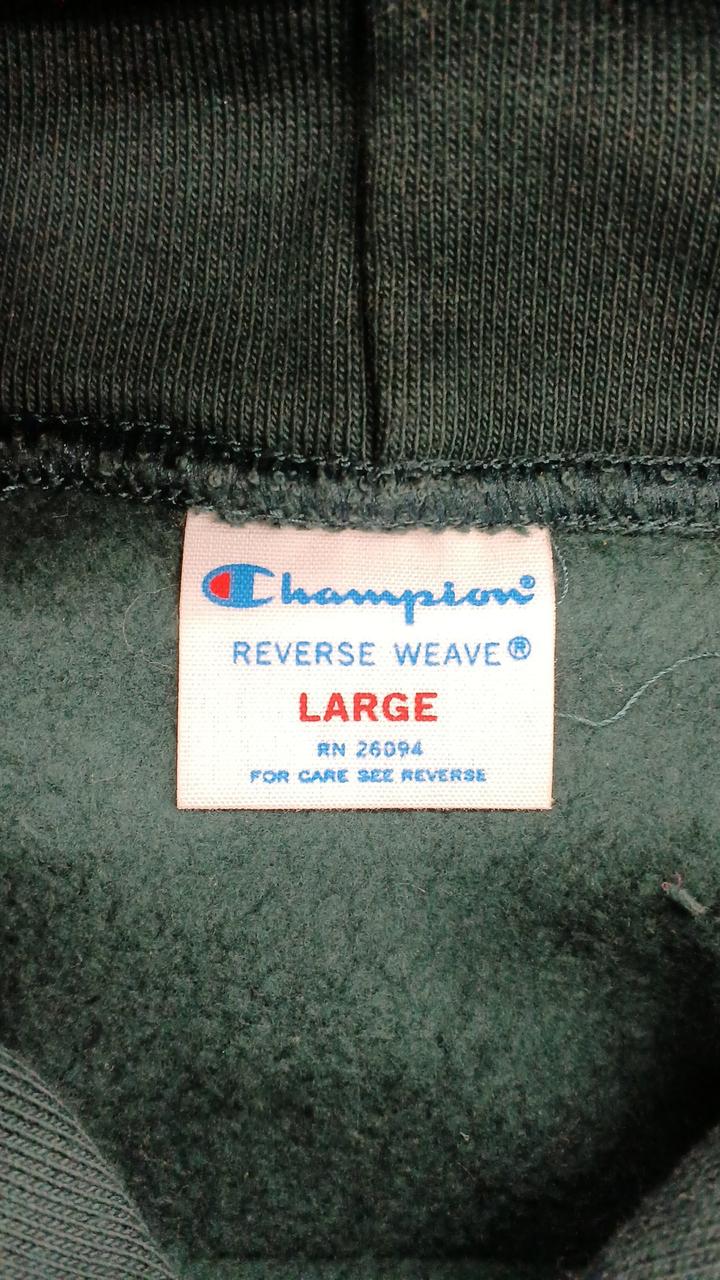 Champion®
REVERSE WEAVE®
LARGE
RN 26094
FOR CARE SEE REVERSE